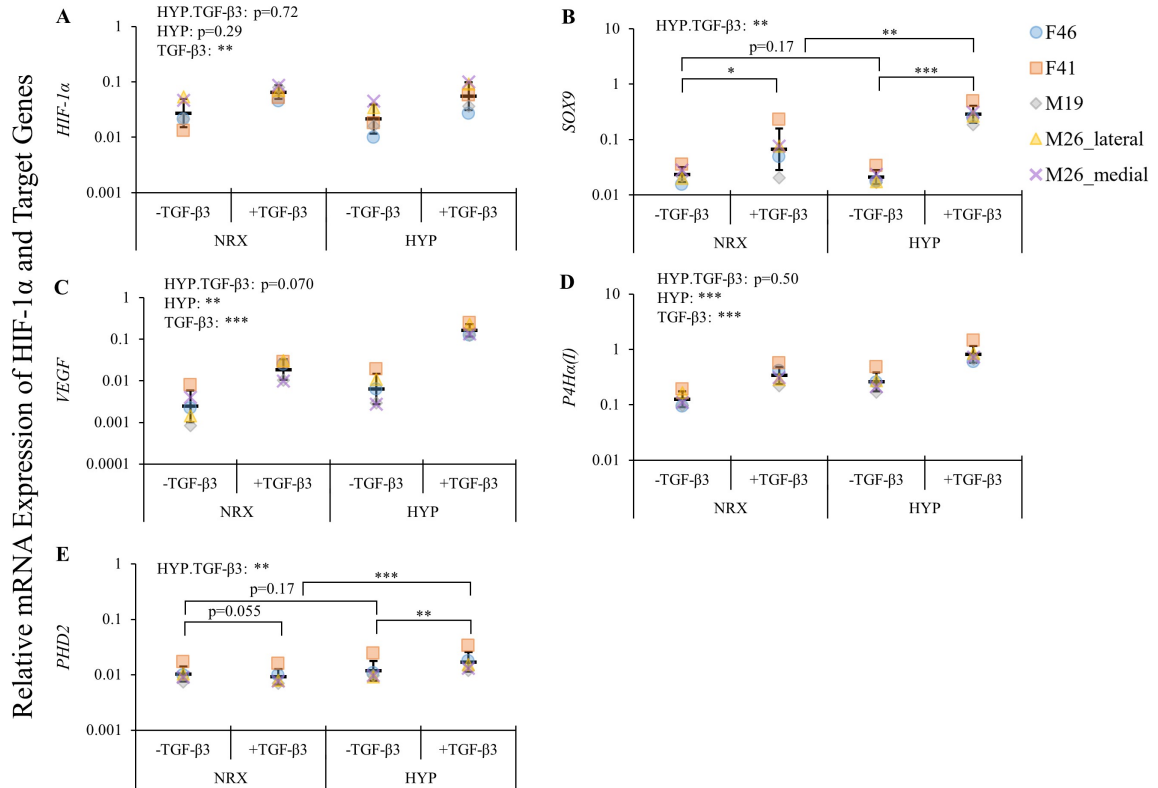 Relative mRNA Expression of HIF-1α and Target Genes
A
HYP.TGF-β3: p=0.72
HYP: p=0.29
TGF-β3: **
HIF-1α
1
0.1
0.01
0.001
-TGF-β3 +TGF-β3 -TGF-β3 +TGF-β3
NRX HYP
B
HYP.TGF-β3: **
p=0.17
**
*
***
SOX9
10
1
0.1
0.01
-TGF-β3 +TGF-β3 -TGF-β3 +TGF-β3
NRX HYP
F46
F41
M19
M26_lateral
M26_medial
C
HYP.TGF-β3: p=0.070
HYP: **
TGF-β3: ***
VEGF
1
0.1
0.01
0.001
0.0001
-TGF-β3 +TGF-β3 -TGF-β3 +TGF-β3
NRX HYP
D
HYP.TGF-β3: p=0.50
HYP: ***
TGF-β3: ***
P4Hα(I)
10
1
0.1
0.01
-TGF-β3 +TGF-β3 -TGF-β3 +TGF-β3
NRX HYP
E
HYP.TGF-β3: **
***
p=0.17
p=0.055
**
PHD2
1
0.1
0.01
0.001
-TGF-β3 +TGF-β3 -TGF-β3 +TGF-β3
NRX HYP